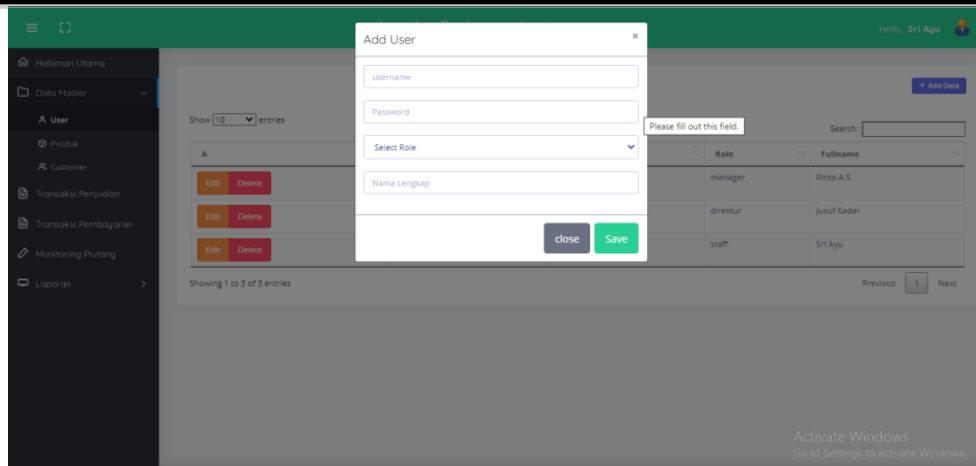 Hello, Sri Ayu
Add User
×
Halaman Utama
Data Master
User
Produk
Customer
Transaksi Penjualan
Transaksi Pembayaran
Monitoring Piutang
Laporan
username
Password
Select Role
Nama Lengkap
Please fill out this field.
close
Save
+ Add Data
Show 10 entries
Search:
A
Role
Fullname
Edit Delete
manager
Rinto A.S
Edit Delete
direktur
Jusuf Kader
Edit Delete
staff
Sri Ayu
Showing 1 to 3 of 3 entries
Previous 1 Next
Activate Windows
Go to Settings to activate Windows.